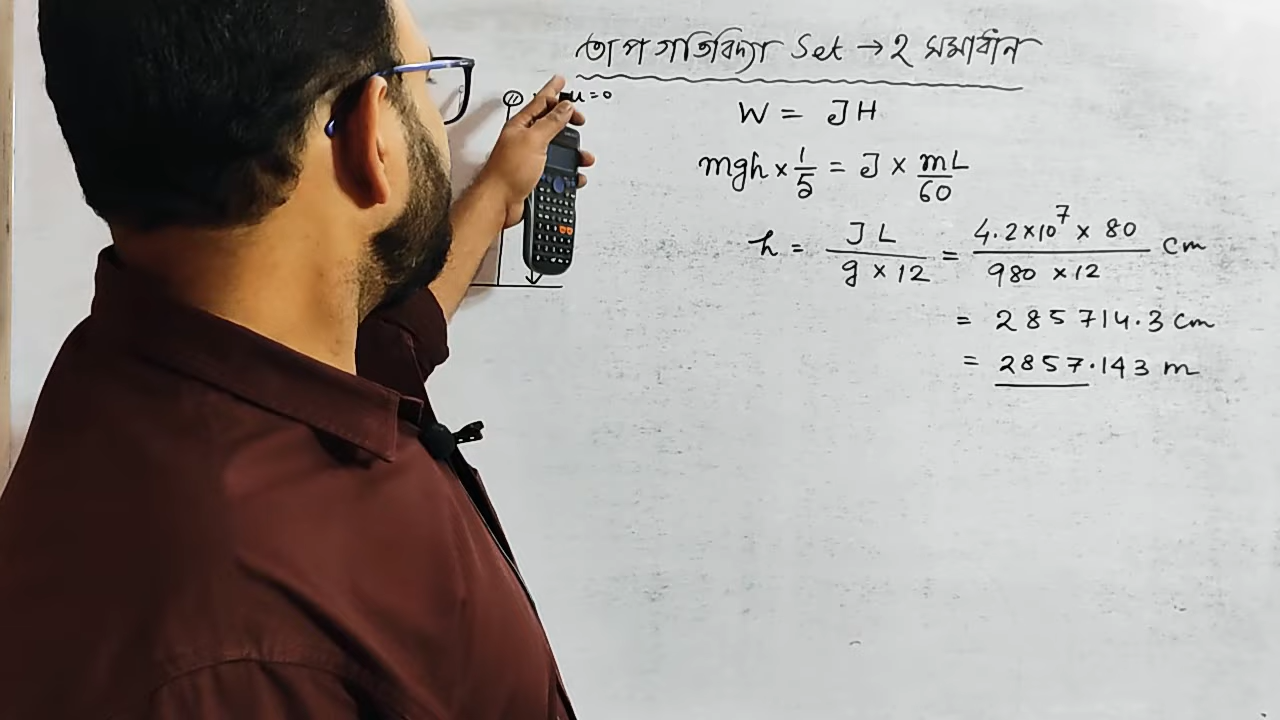 তাপ গতিবিদ্যা Set → ২ সমাধান
u = 0
W = JH
mgh × 1/5 = J × mL/60
h = JL/(g × 12) = (4.2 × 10⁷ × 80)/(980 × 12) cm
= 285714.3 cm
= 2857.143 m